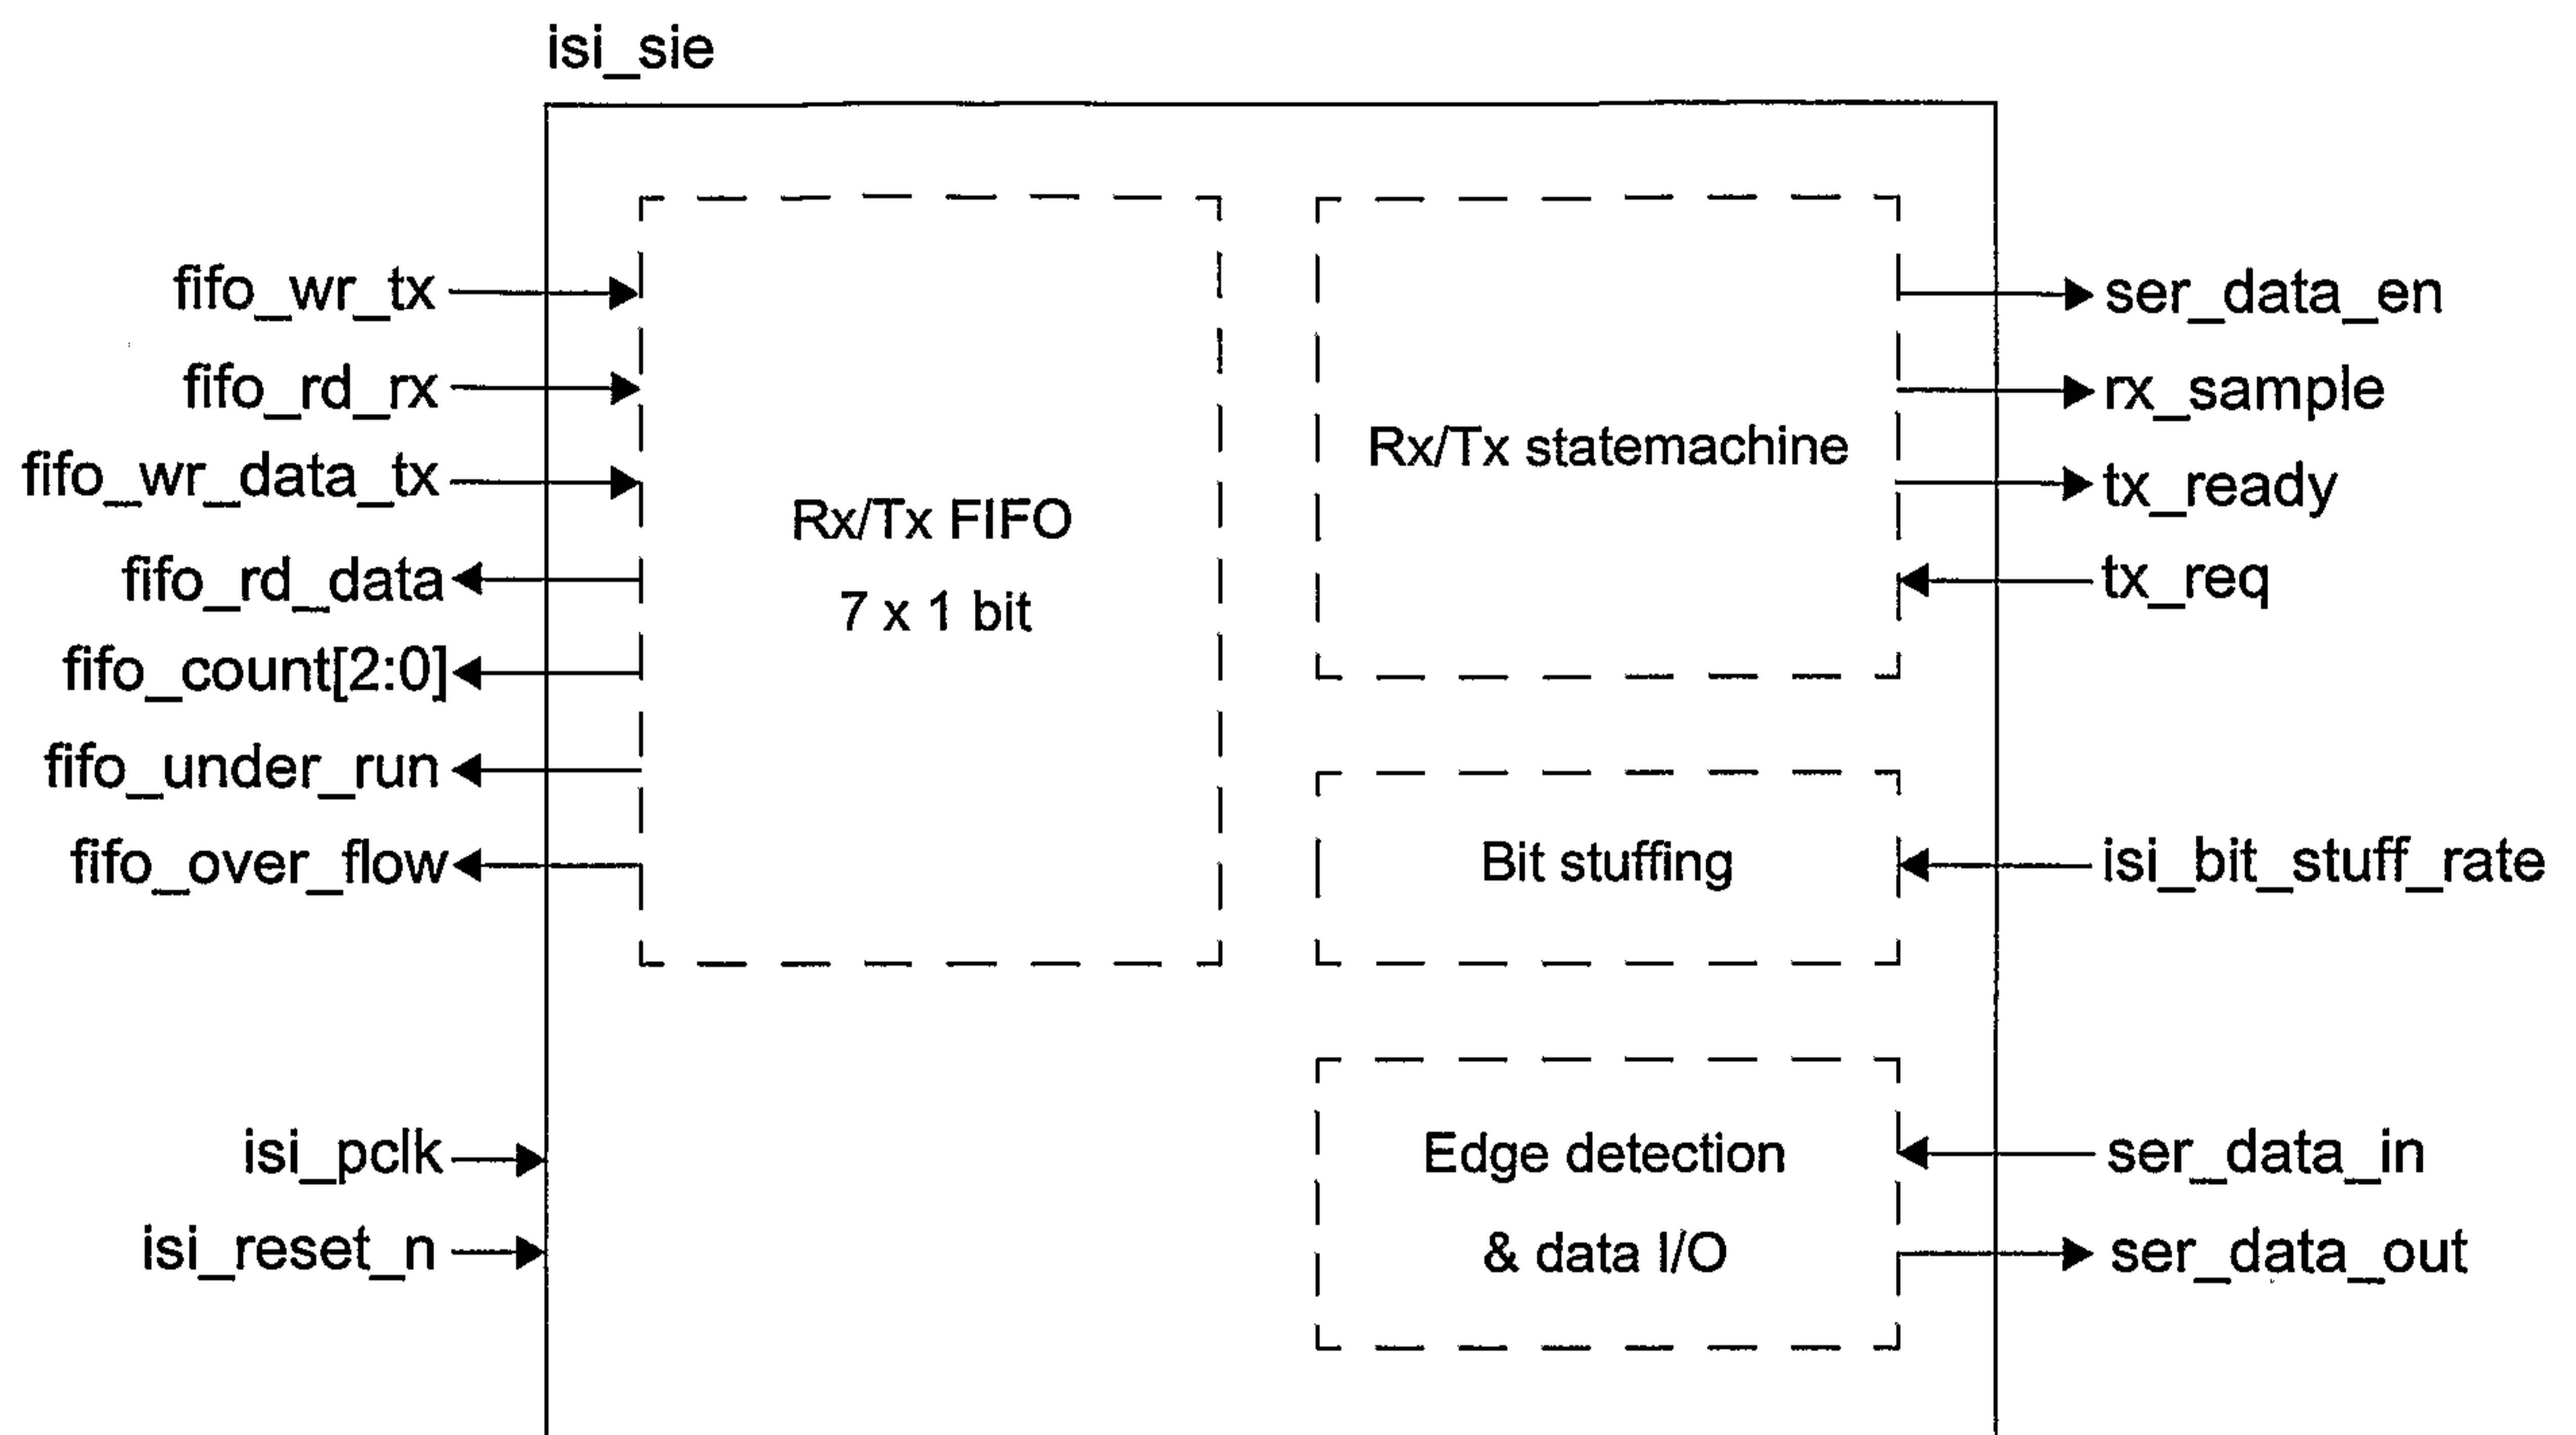 isi_sie
fifo_wr_tx
fifo_rd_rx
fifo_wr_data_tx
fifo_rd_data
fifo_count[2:0]
fifo_under_run
fifo_over_flow
isi_pclk
isi_reset_n
Rx/Tx FIFO
7 x 1 bit
Rx/Tx statemachine
Bit stuffing
Edge detection
& data I/O
ser_data_en
rx_sample
tx_ready
tx_req
isi_bit_stuff_rate
ser_data_in
ser_data_out